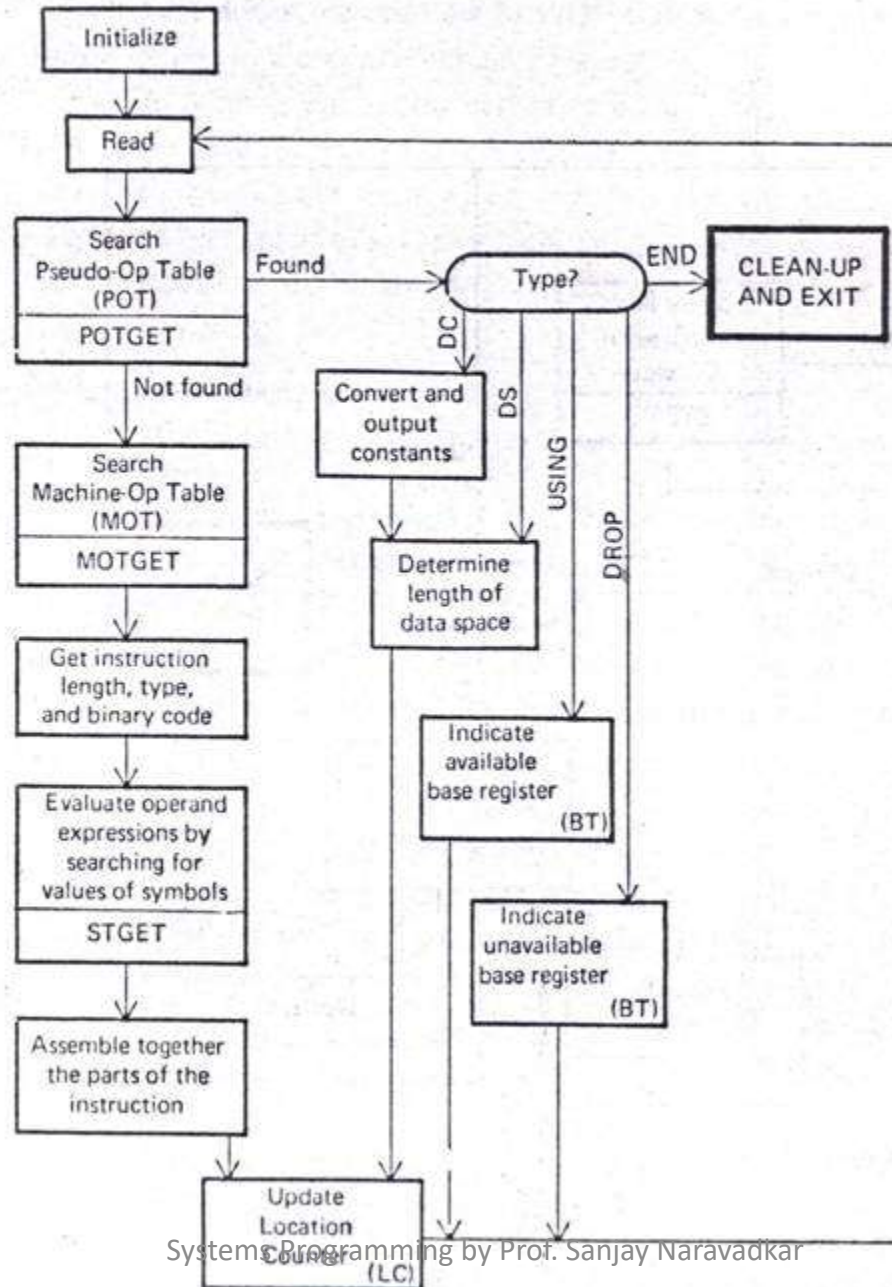 Initialize
Read
Search
Pseudo-Op Table
(POT)
POTGET
Found
Type?
END
CLEAN-UP
AND EXIT
Not found
DC
DS
USING
DROP
Convert and
output
constants
Search
Machine-Op Table
(MOT)
MOTGET
Determine
length of
data space
Get instruction
length, type,
and binary code
Indicate
available
base register
(BT)
Evaluate operand
expressions by
searching for
values of symbols
STGET
Indicate
unavailable
base register
(BT)
Assemble together
the parts of the
instruction
Update
Location
Counter
(LC)
Systems Programming by Prof. Sanjay Naravadkar